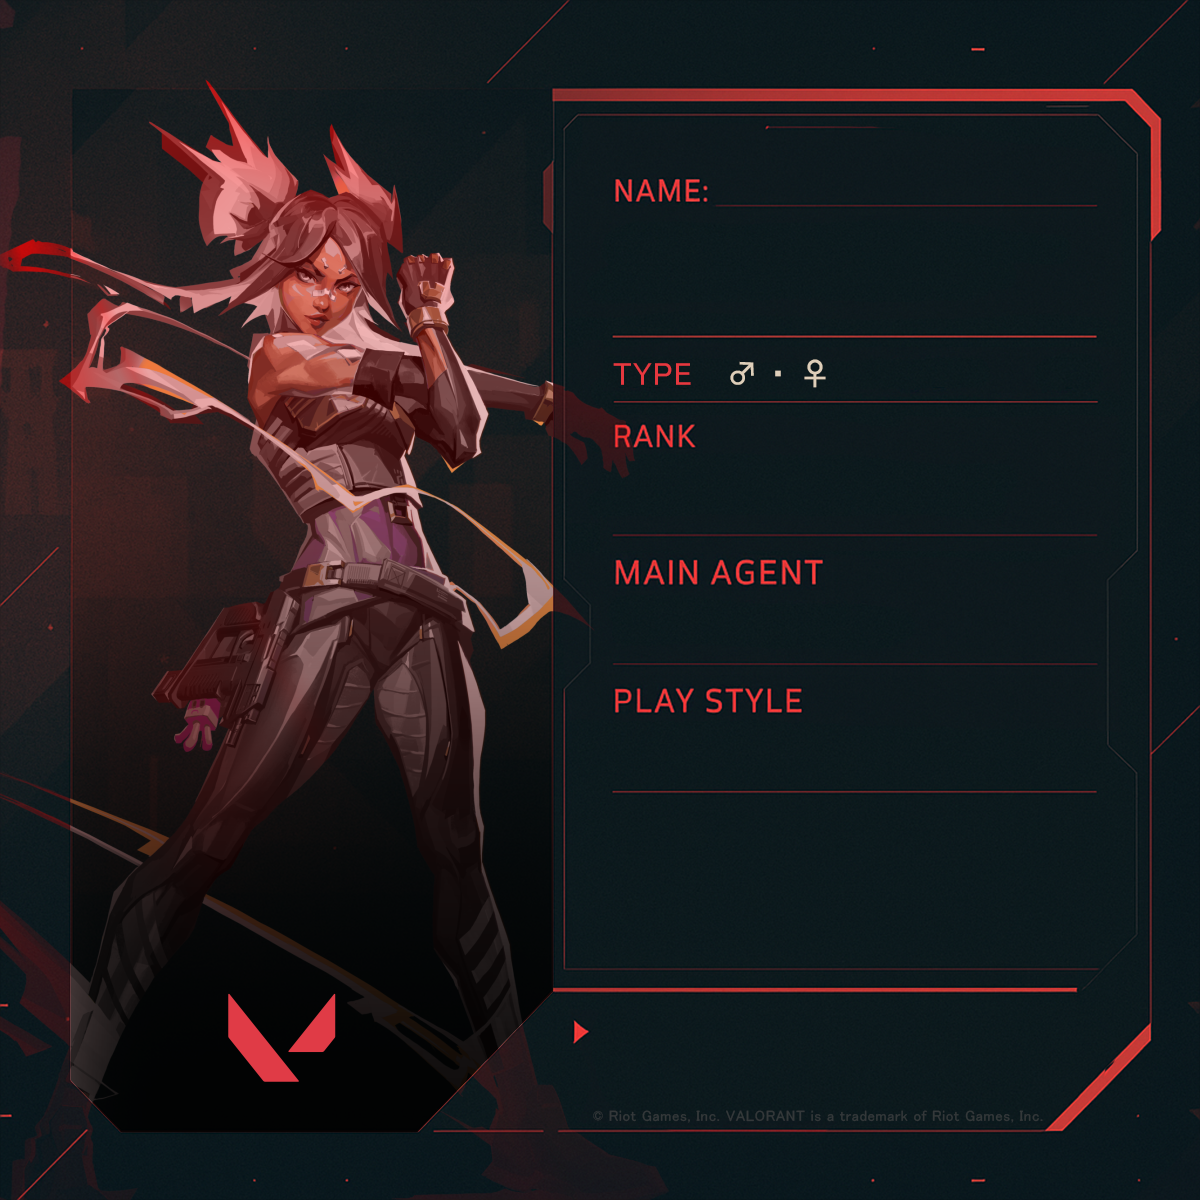 NAME:
TYPE ♂ · ♀
RANK
MAIN AGENT
PLAY STYLE
© Riot Games, Inc. VALORANT is a trademark of Riot Games, Inc.